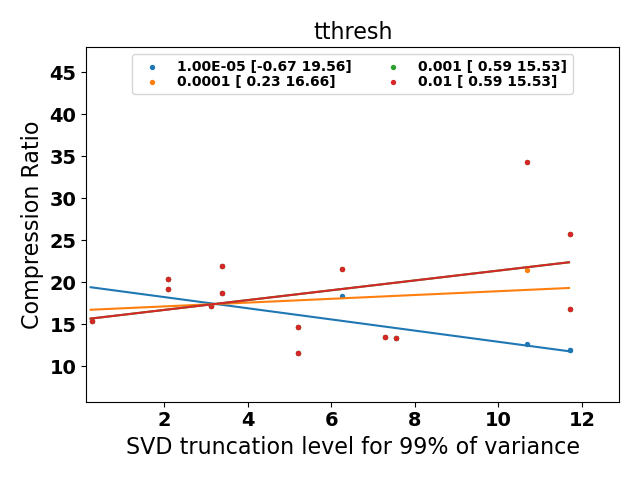 tthresh
1.00E-05 [-0.67 19.56]
0.0001 [ 0.23 16.66]
0.001 [ 0.59 15.53]
0.01 [ 0.59 15.53]
Compression Ratio
45
40
35
30
25
20
15
10
2 4 6 8 10 12
SVD truncation level for 99% of variance